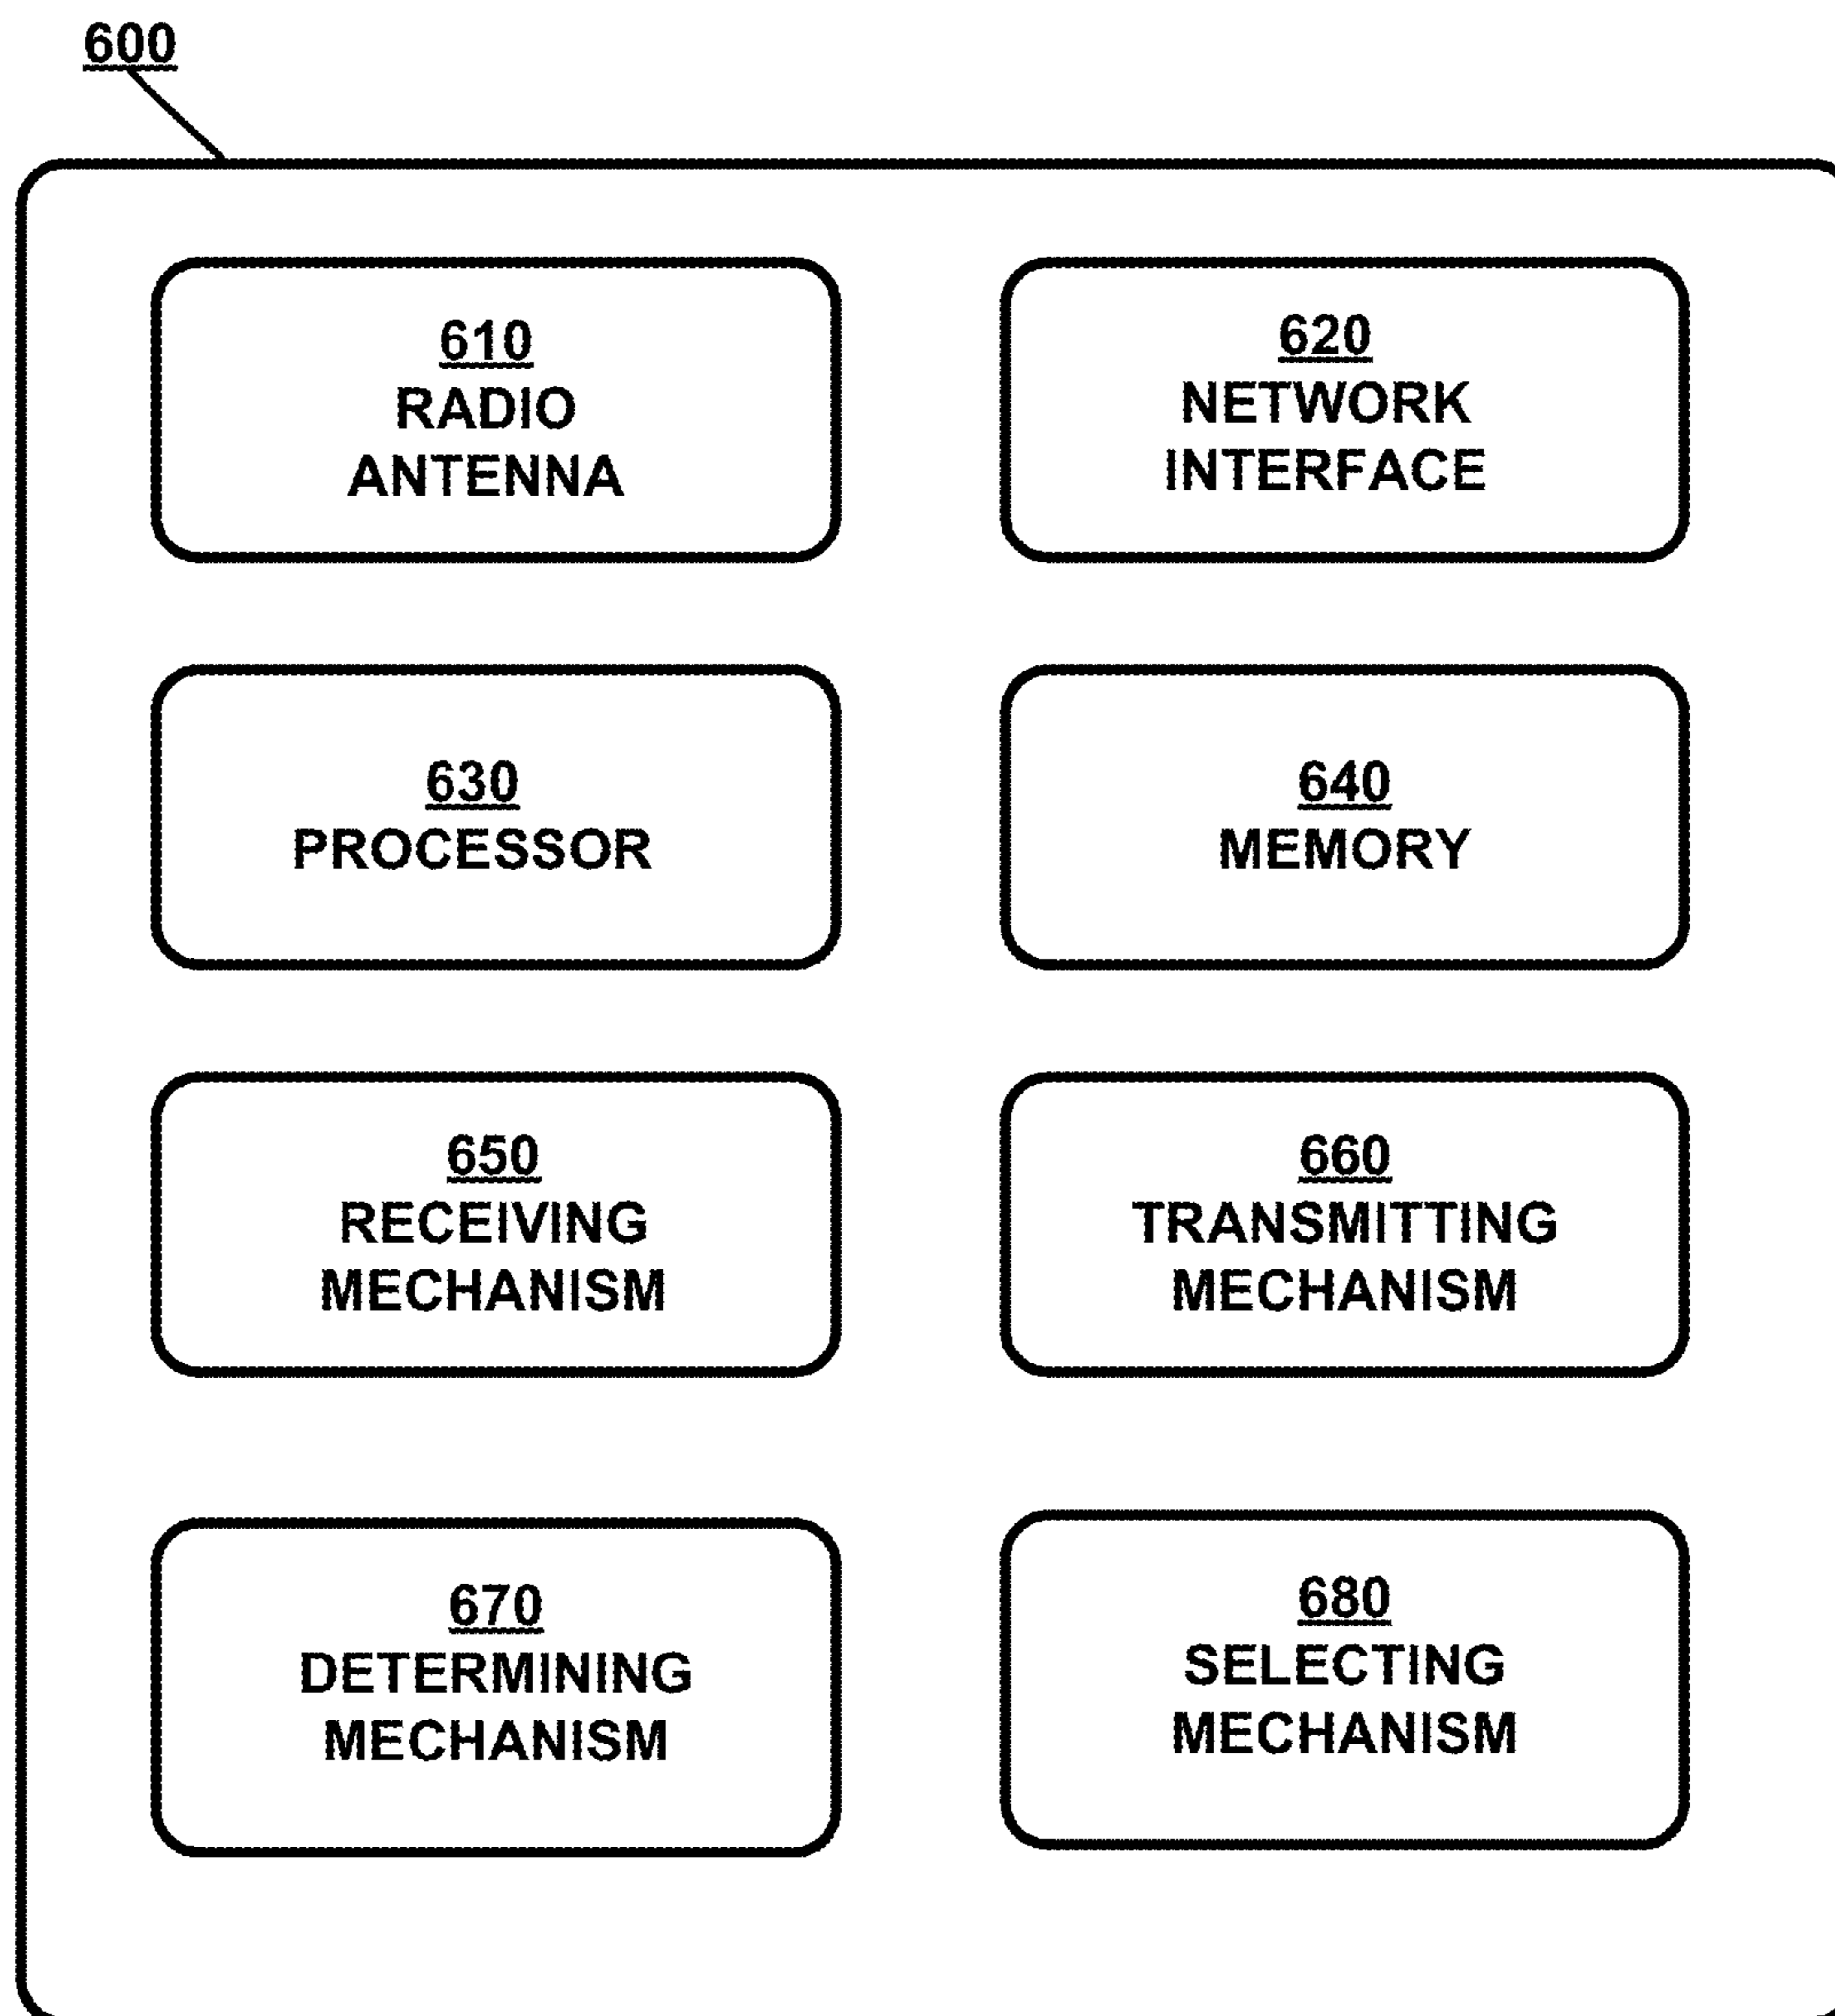 600
610
RADIO
ANTENNA
620
NETWORK
INTERFACE
630
PROCESSOR
640
MEMORY
650
RECEIVING
MECHANISM
660
TRANSMITTING
MECHANISM
670
DETERMINING
MECHANISM
680
SELECTING
MECHANISM